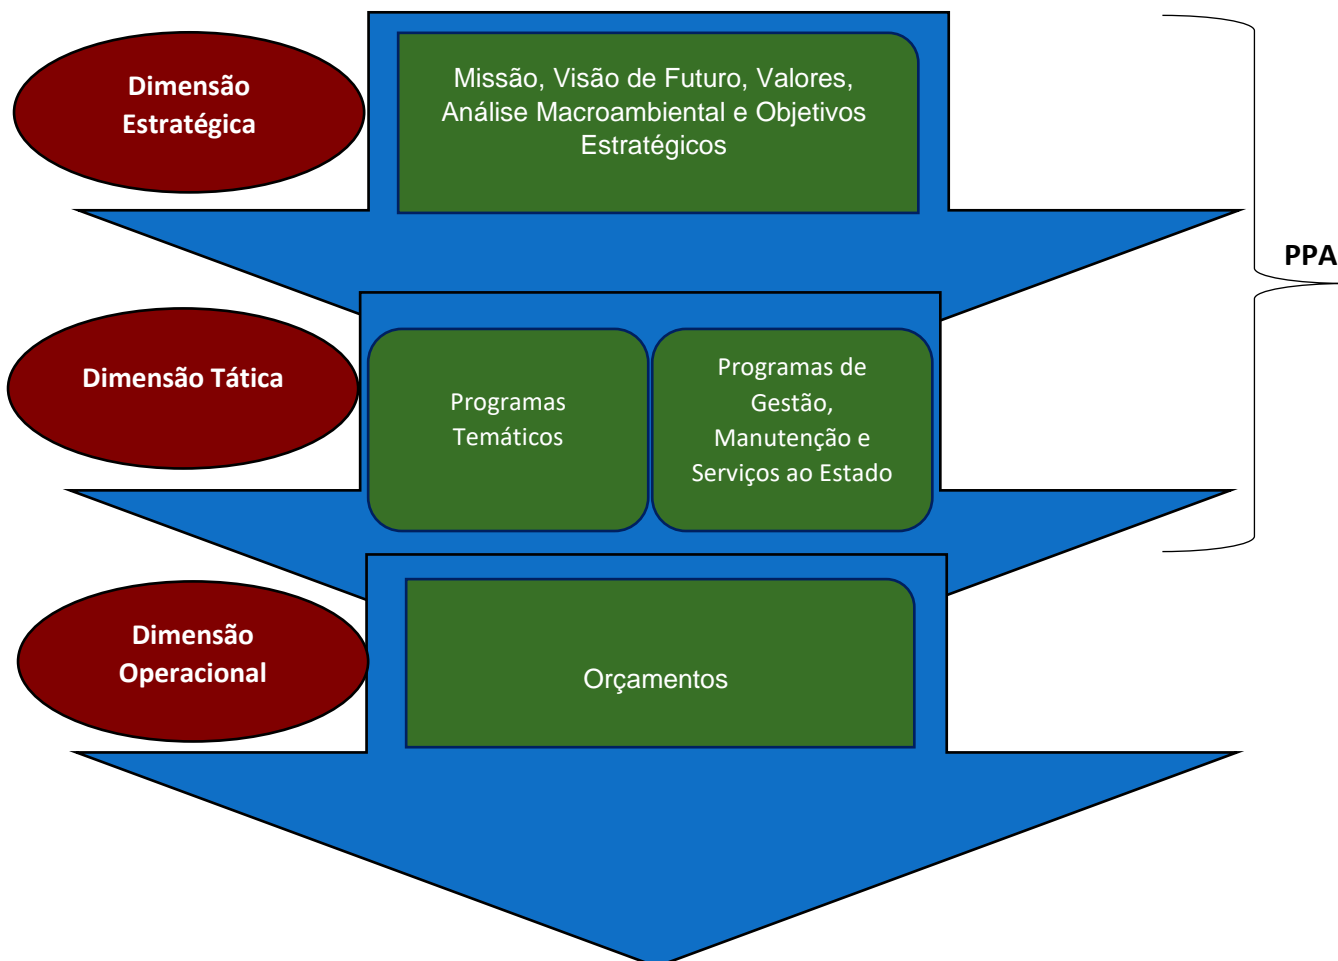 Dimensão
Estratégica
Missão, Visão de Futuro, Valores,
Análise Macroambiental e Objetivos
Estratégicos
PPA
Dimensão Tática
Programas
Temáticos
Programas de
Gestão,
Manutenção e
Serviços ao Estado
Dimensão
Operacional
Orçamentos